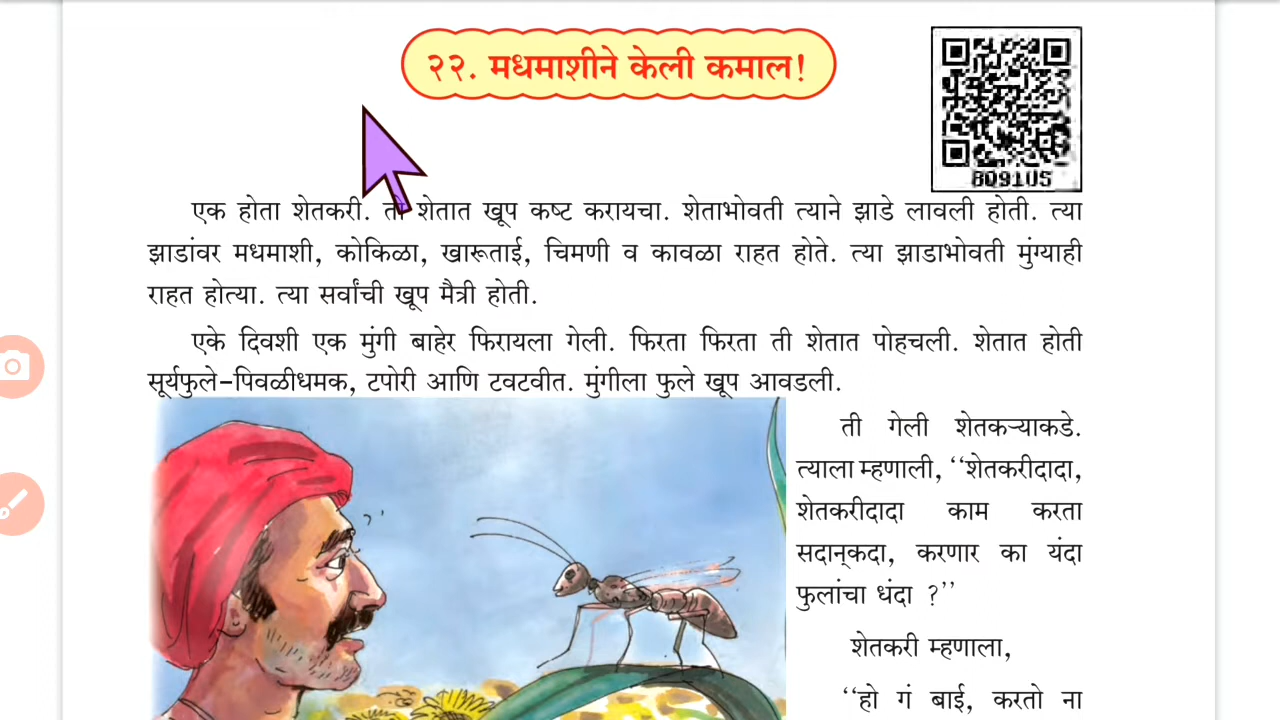 २२. मधमाशीने केली कमाल!
8Q91U5
एक होता शेतकरी. तो शेतात खूप कष्ट करायचा. शेताभोवती त्याने झाडे लावली होती. त्या
झाडांवर मधमाशी, कोकिळा, खारूताई, चिमणी व कावळा राहत होते. त्या झाडाभोवती मुंग्याही
राहत होत्या. त्या सर्वांची खूप मैत्री होती.
एके दिवशी एक मुंगी बाहेर फिरायला गेली. फिरता फिरता ती शेतात पोहचली. शेतात होती
सूर्यफुले-पिवळीधमक, टपोरी आणि टवटवीत. मुंगीला फुले खूप आवडली.
ती गेली शेतकऱ्याकडे.
त्याला म्हणाली, ‘‘शेतकरीदादा,
शेतकरीदादा काम करता
सदान्‌कदा, करणार का यंदा
फुलांचा धंदा ?’’
शेतकरी म्हणाला,
‘‘हो गं बाई, करतो ना